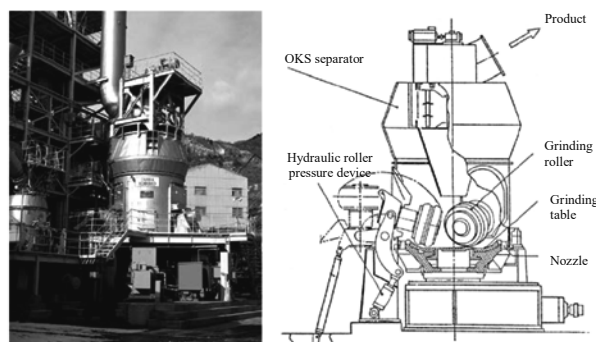 Product
OKS separator
Hydraulic roller
pressure device
Grinding
roller
Grinding
table
Nozzle